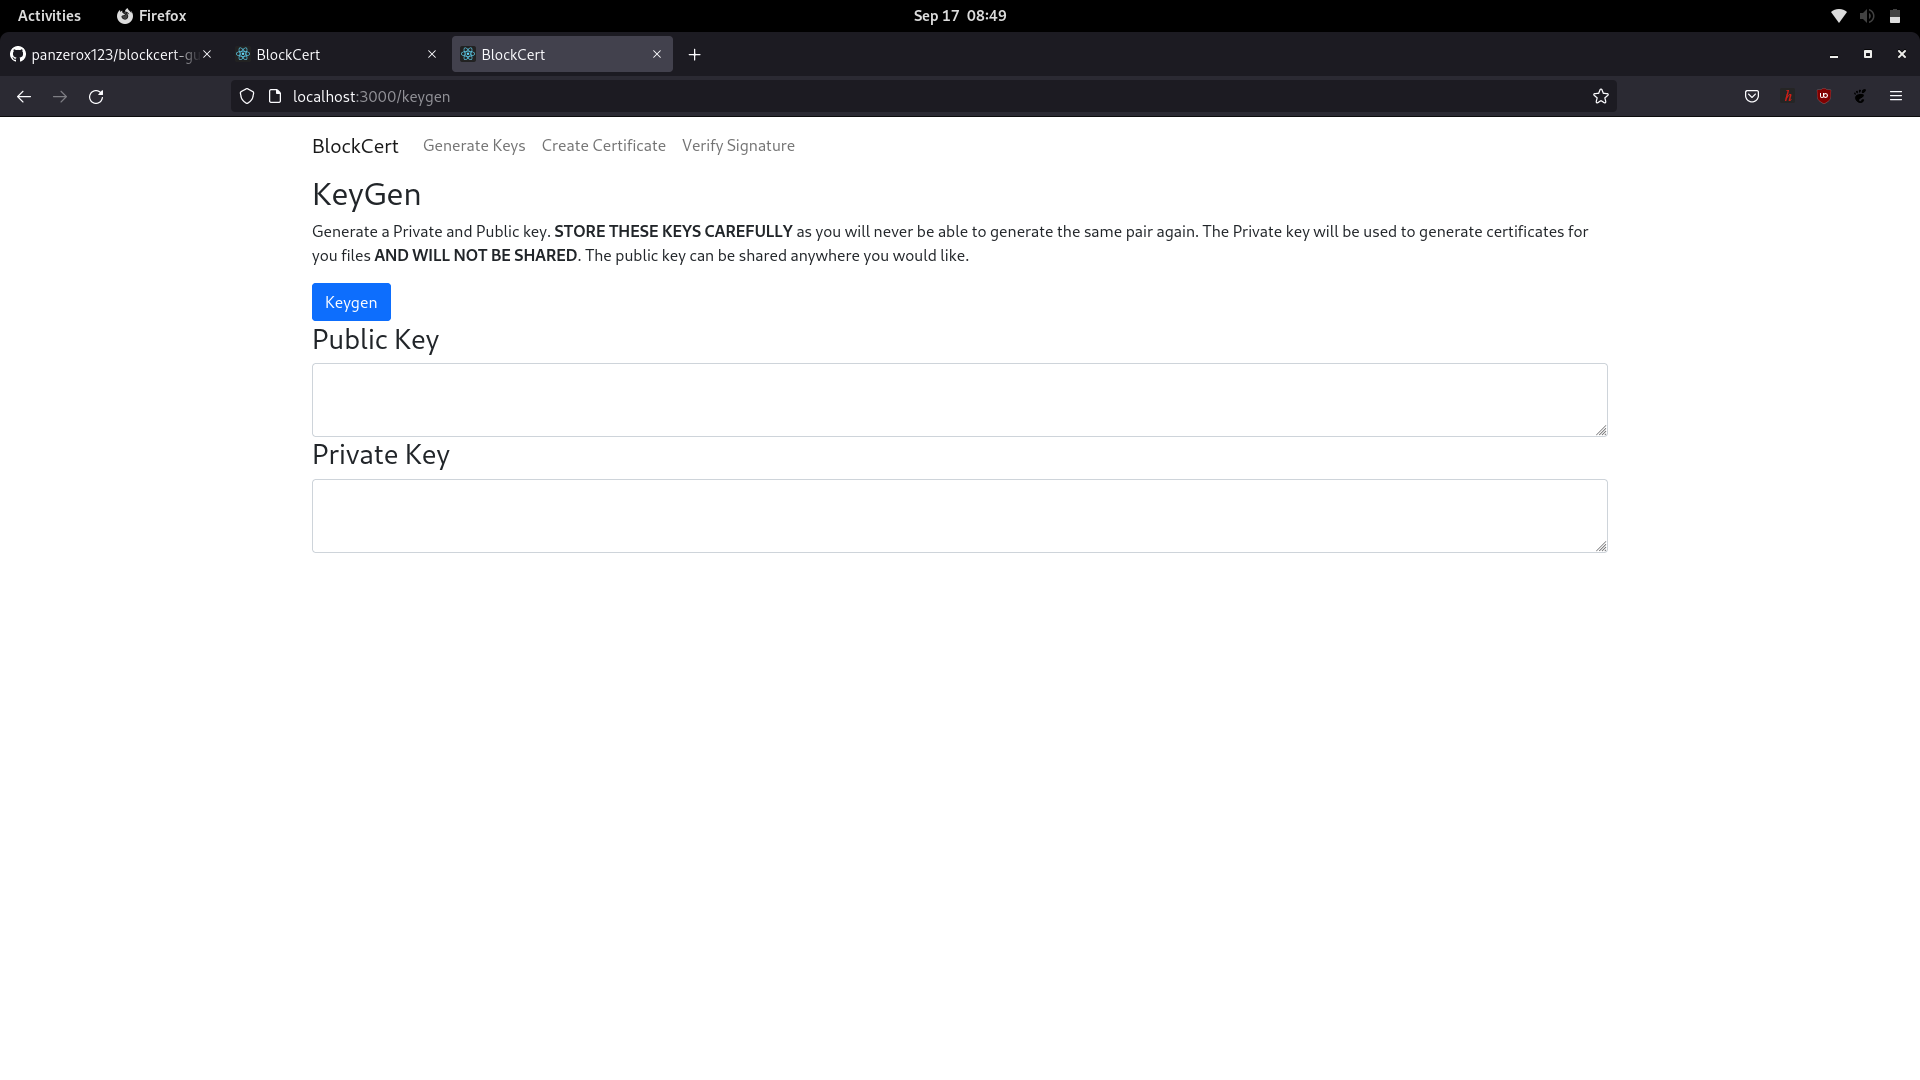 Activities Firefox Sep 17 08:49
panzerox123/blockcert-gu BlockCert BlockCert
localhost:3000/keygen
BlockCert Generate Keys Create Certificate Verify Signature
KeyGen
Generate a Private and Public key. STORE THESE KEYS CAREFULLY as you will never be able to generate the same pair again. The Private key will be used to generate certificates for
you files AND WILL NOT BE SHARED. The public key can be shared anywhere you would like.
Keygen
Public Key
Private Key